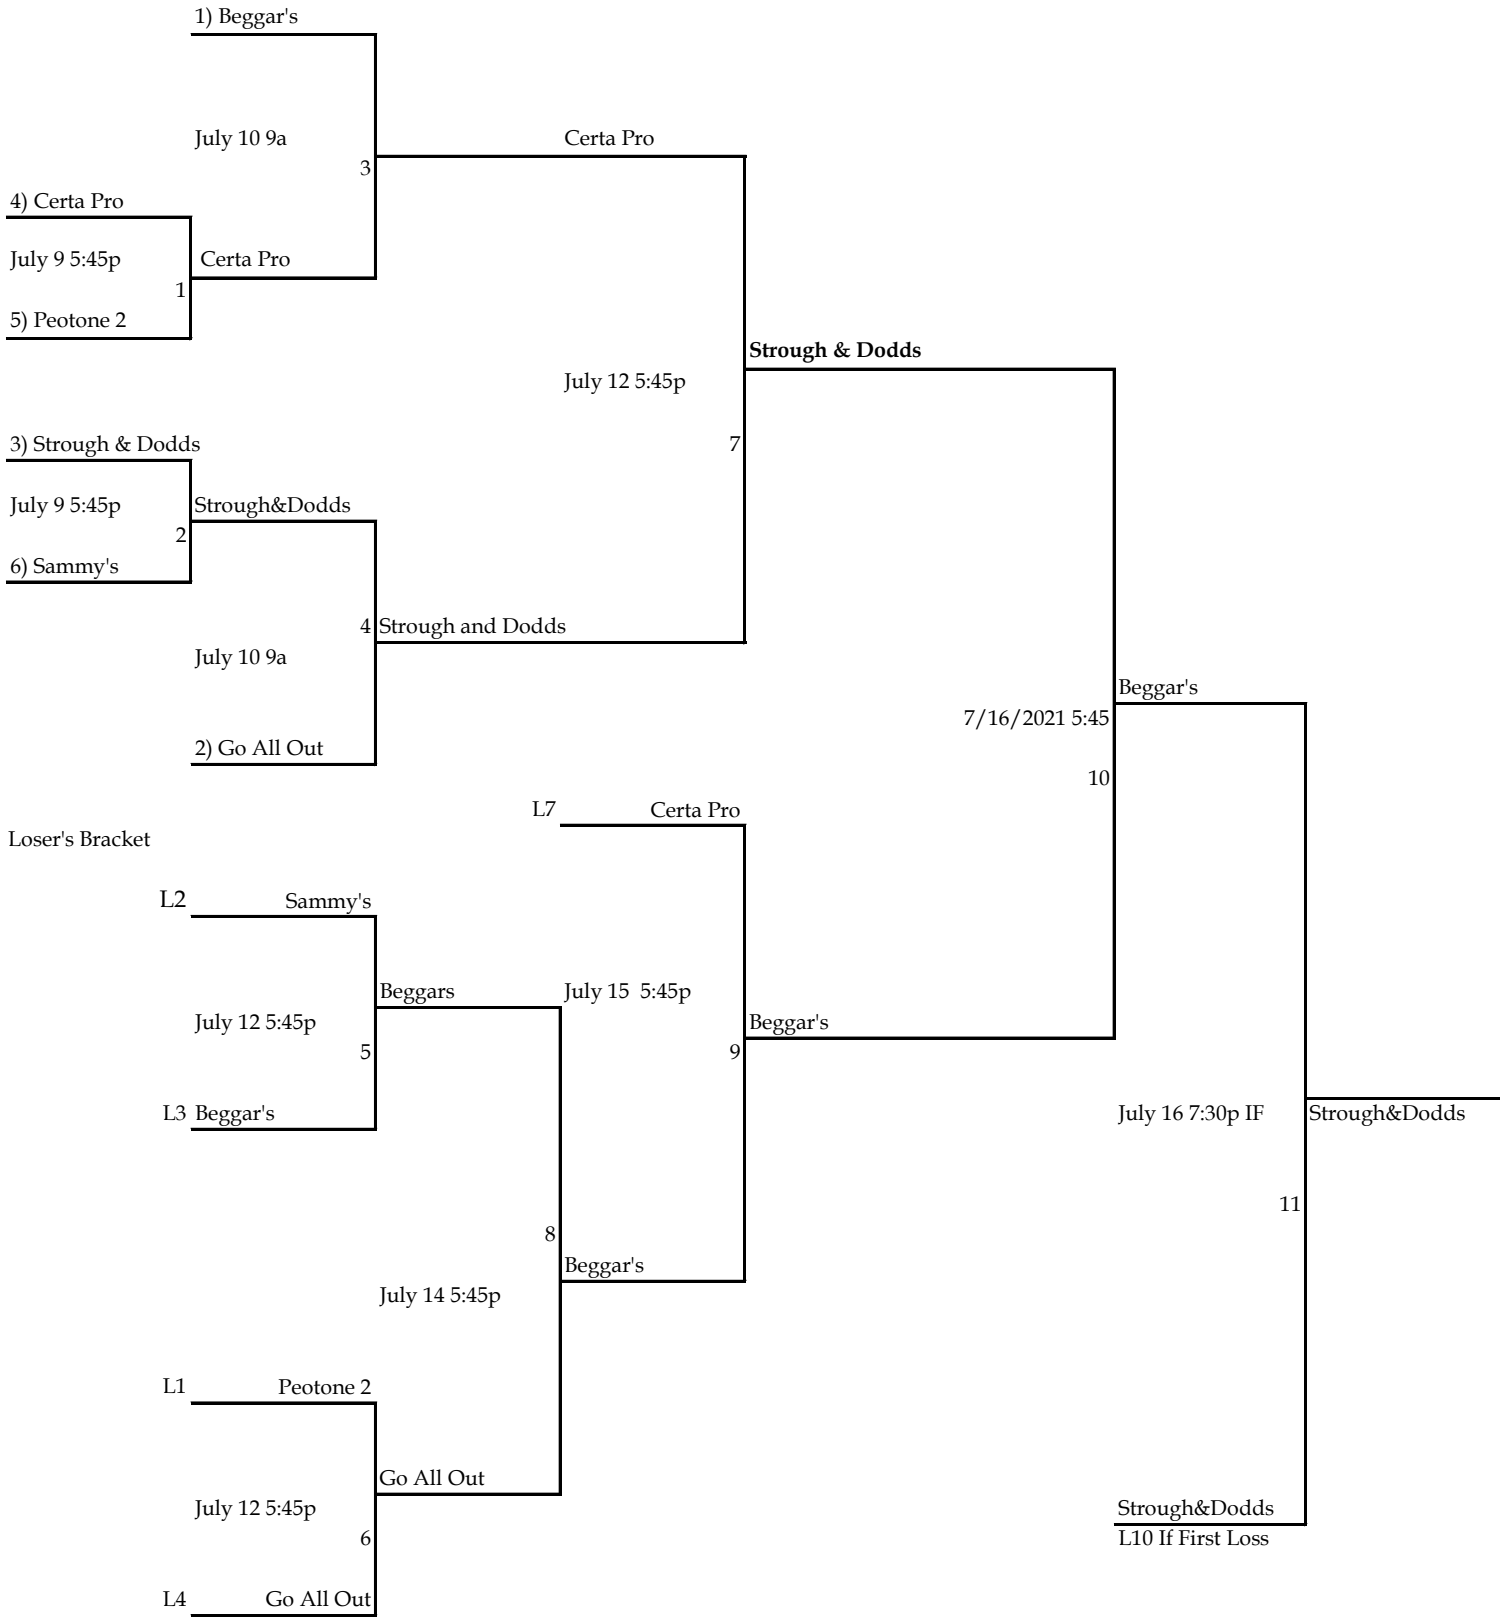 1) Beggar's
July 10 9a
Certa Pro
3
4) Certa Pro
July 9 5:45p
Certa Pro
1
5) Peotone 2
Strough & Dodds
July 12 5:45p
3) Strough & Dodds
7
July 9 5:45p
Strough&Dodds
2
6) Sammy's
4
Strough and Dodds
July 10 9a
Beggar's
7/16/2021 5:45
2) Go All Out
10
L7
Certa Pro
Loser's Bracket
L2
Sammy's
Beggars
July 15  5:45p
July 12 5:45p
Beggar's
5
9
L3
Beggar's
July 16 7:30p IF
Strough&Dodds
11
8
Beggar's
July 14 5:45p
L1
Peotone 2
Go All Out
July 12 5:45p
Strough&Dodds
6
L10 If First Loss
L4
Go All Out